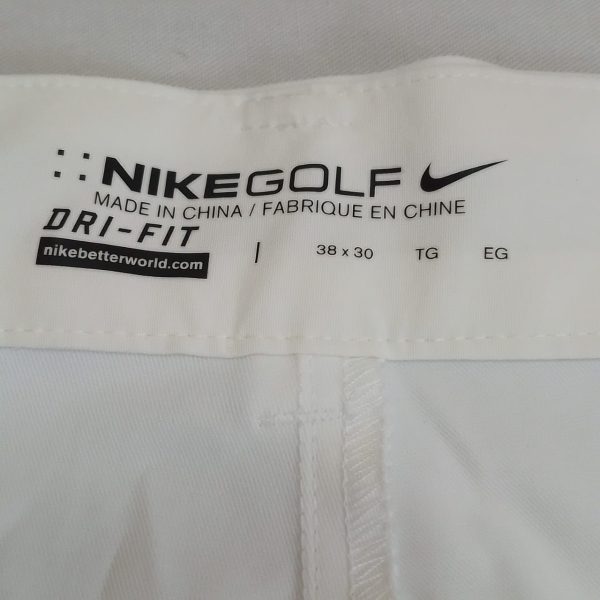 NIKEGOLF
MADE IN CHINA / FABRIQUE EN CHINE
DRI-FIT
nikebetterworld.com
38 x 30 TG EG